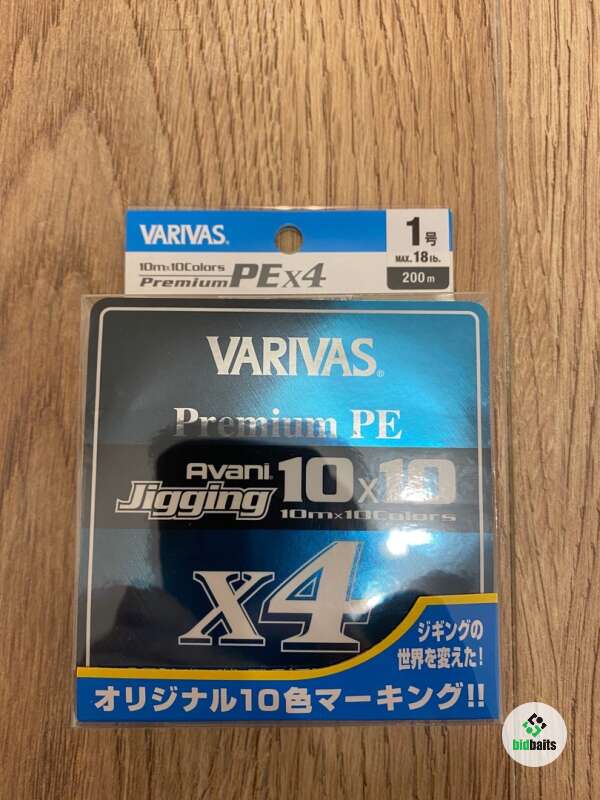 VARIVAS®
10m×10Colors
Premium PE X4
1号
MAX. 18 lb.
200m
VARIVAS®
Premium PE
Avani®
Jigging 10×10
10m×10Colors
X4
ジギングの
世界を変えた!
オリジナル10色マーキング!!
bidbaits